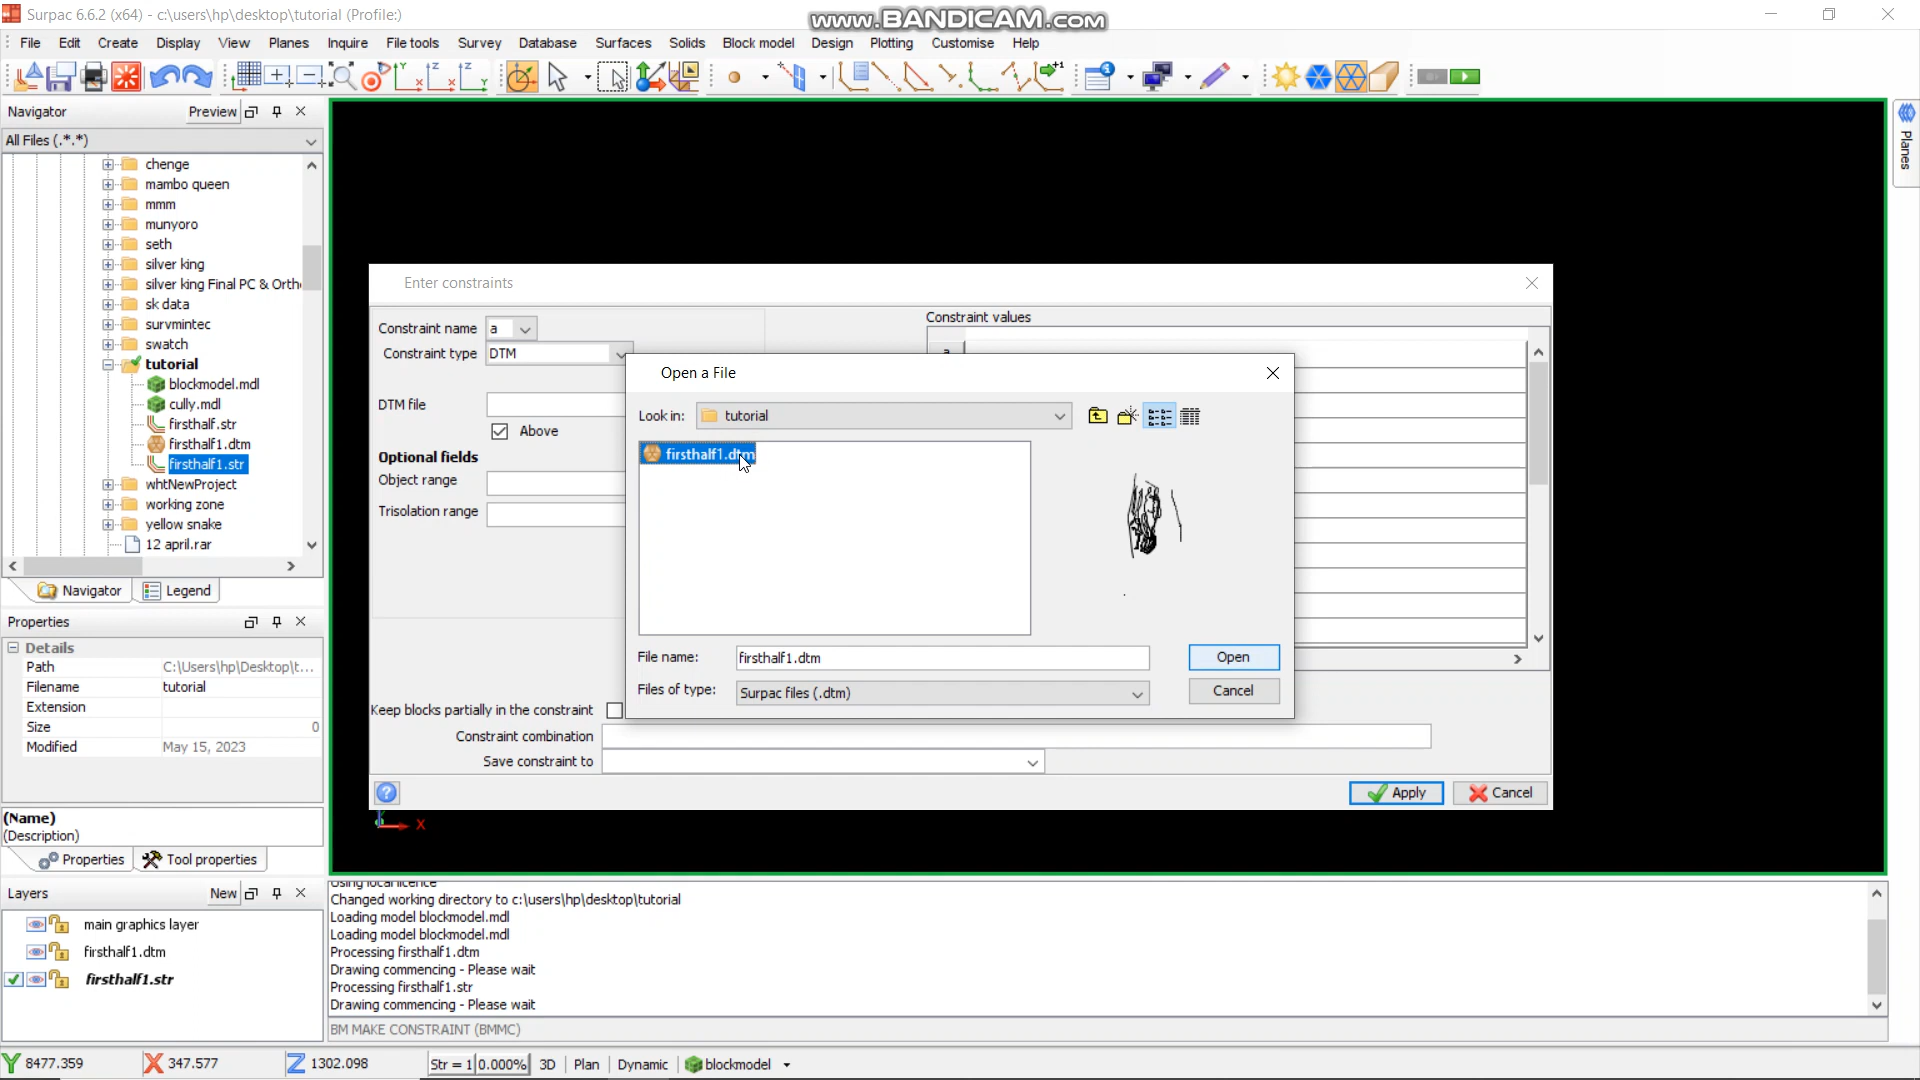 Surpac 6.6.2 (x64) - c:\users\hp\desktop\tutorial (Profile:)
www.BANDICAM.com
File Edit Create Display View Planes Inquire File tools Survey Database Surfaces Solids Block model Design Plotting Customise Help
Navigator Preview
All Files (.*.*)
chenge
mambo queen
mmm
munyoro
seth
silver king
silver king Final PC & Orth
sk data
survmintec
swatch
tutorial
blockmodel.mdl
cully.mdl
firsthalf.str
firsthalf1.dtm
firsthalf1.str
whtNewProject
working zone
yellow snake
12 april.rar
Navigator Legend
Properties
Details
Path C:\Users\hp\Desktop\t...
Filename tutorial
Extension
Size 0
Modified May 15, 2023
(Name)
(Description)
Properties Tool properties
Layers New
main graphics layer
firsthalf1.dtm
firsthalf1.str
Planes
Enter constraints
Constraint name a
Constraint type DTM
DTM file
Above
Optional fields
Object range
Trisolation range
Constraint values
a
Keep blocks partially in the constraint
Constraint combination
Save constraint to
Apply Cancel
Open a File
Look in: tutorial
firsthalf1.dtm
File name: firsthalf1.dtm Open
Files of type: Surpac files (.dtm) Cancel
X
Using local licence
Changed working directory to c:\users\hp\desktop\tutorial
Loading model blockmodel.mdl
Loading model blockmodel.mdl
Processing firsthalf1.dtm
Drawing commencing - Please wait
Processing firsthalf1.str
Drawing commencing - Please wait
BM MAKE CONSTRAINT (BMMC)
Y 8477.359 X 347.577 Z 1302.098 Str = 1 0.000% 3D Plan Dynamic blockmodel